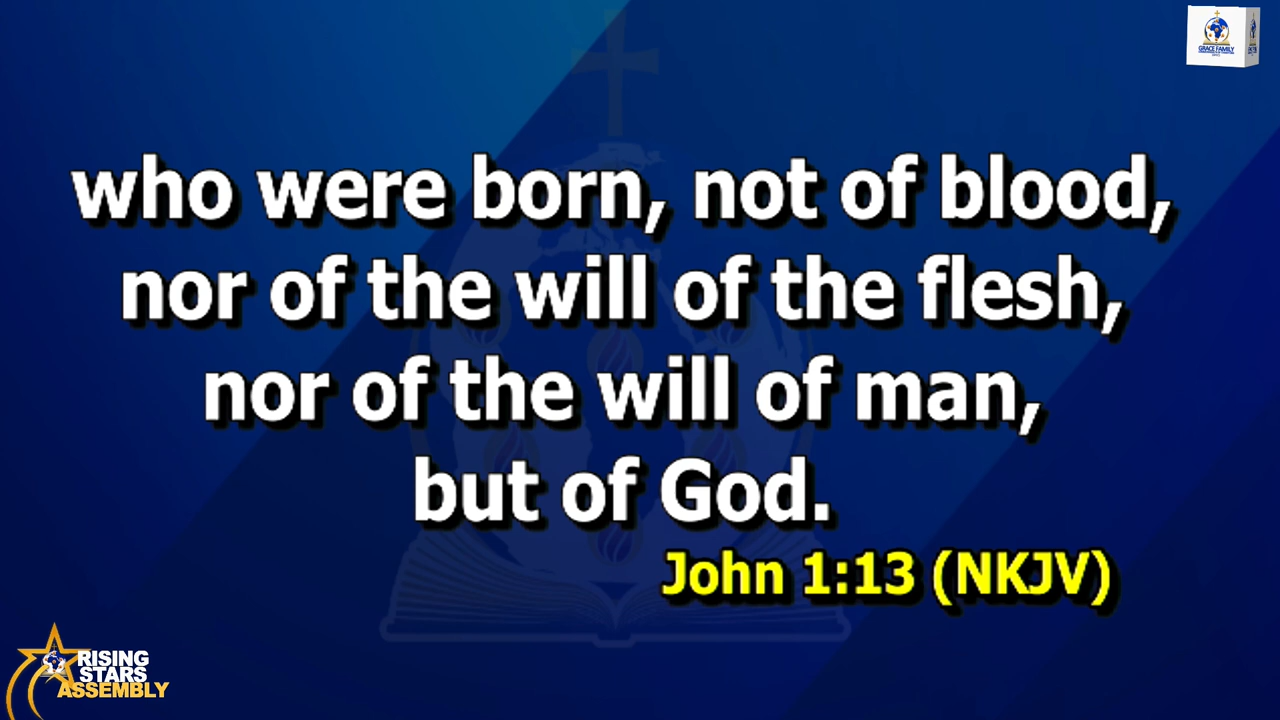 GRACE FAMILY
who were born, not of blood,
nor of the will of the flesh,
nor of the will of man,
but of God.
John 1:13 (NKJV)
RISING
STARS
ASSEMBLY